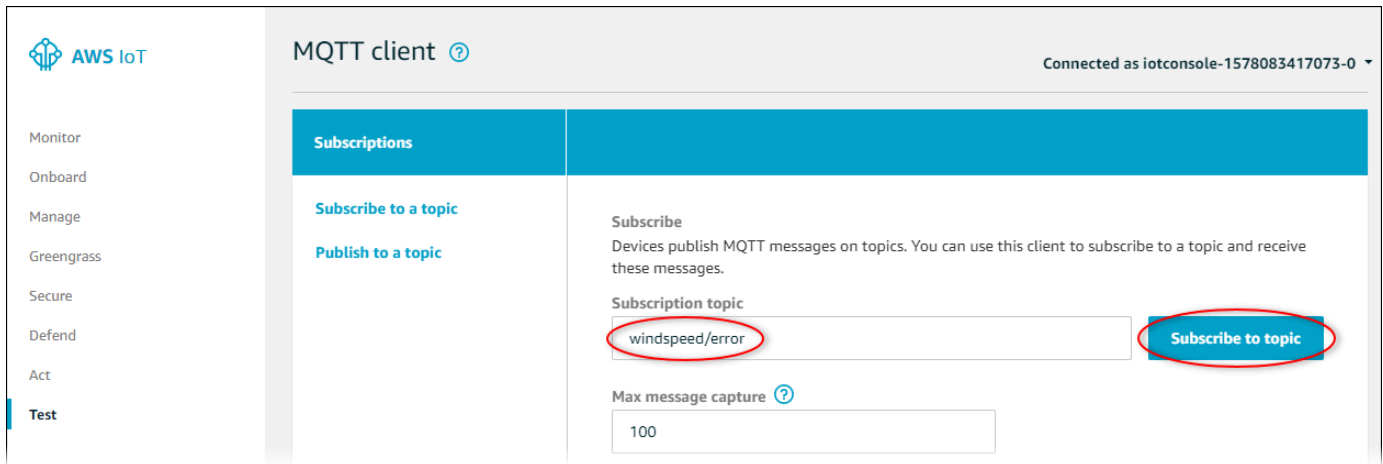 AWS IoT
MQTT client ?
Connected as iotconsole-1578083417073-0
Monitor
Onboard
Manage
Greengrass
Secure
Defend
Act
Test
Subscriptions
Subscribe to a topic
Publish to a topic
Subscribe
Devices publish MQTT messages on topics. You can use this client to subscribe to a topic and receive
these messages.
Subscription topic
windspeed/error
Subscribe to topic
Max message capture ?
100